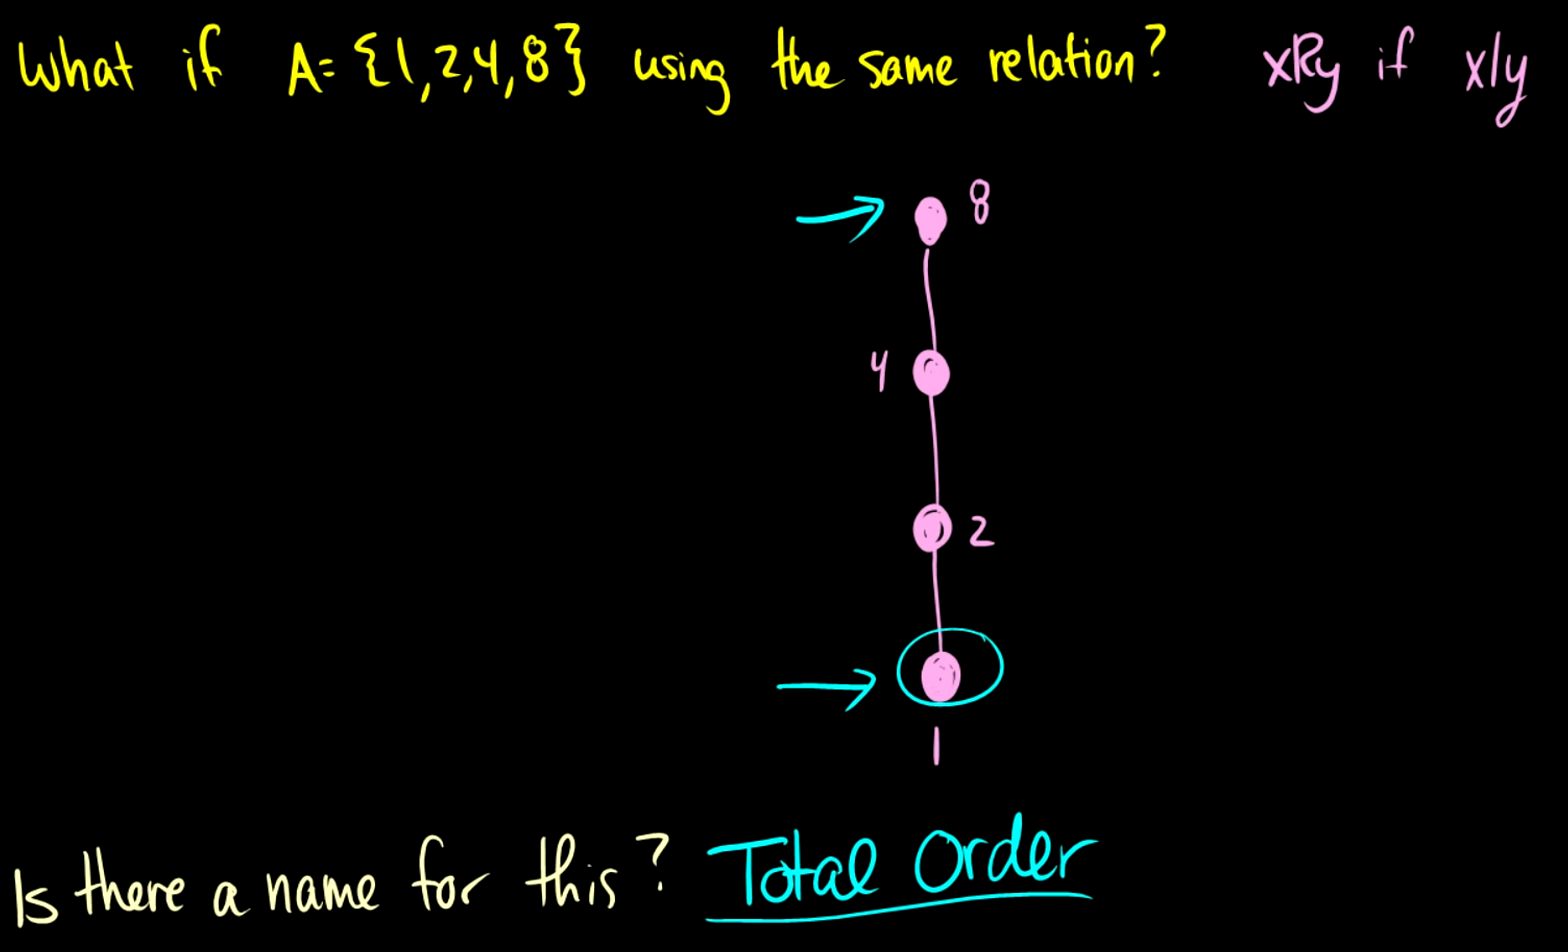 What if A={1,2,4,8} using the same relation? xRy if x|y
8
4
2
1
Is there a name for this? Total Order